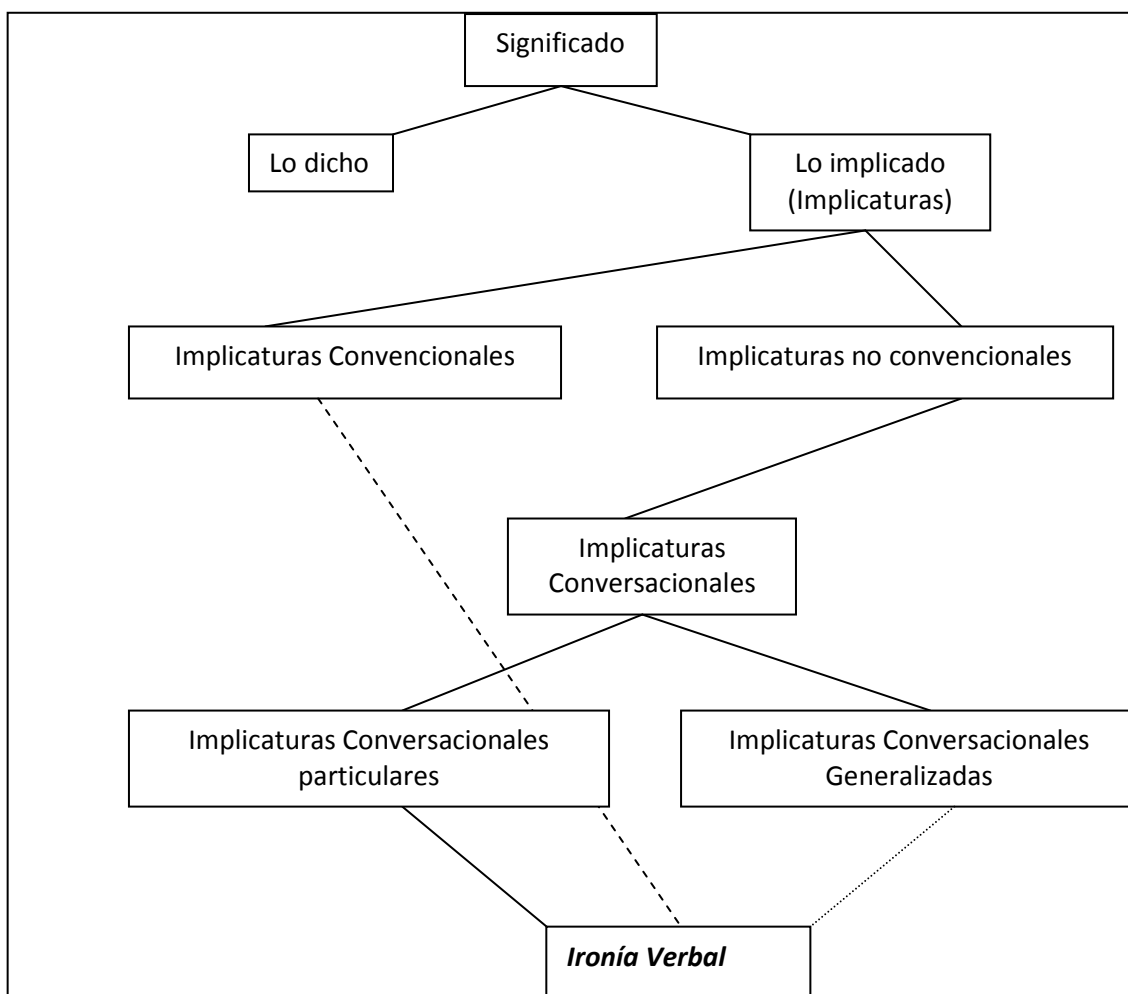 Significado
Lo dicho
Lo implicado
(Implicaturas)
Implicaturas Convencionales
Implicaturas no convencionales
Implicaturas
Conversacionales
Implicaturas Conversacionales
particulares
Implicaturas Conversacionales
Generalizadas
Ironía Verbal